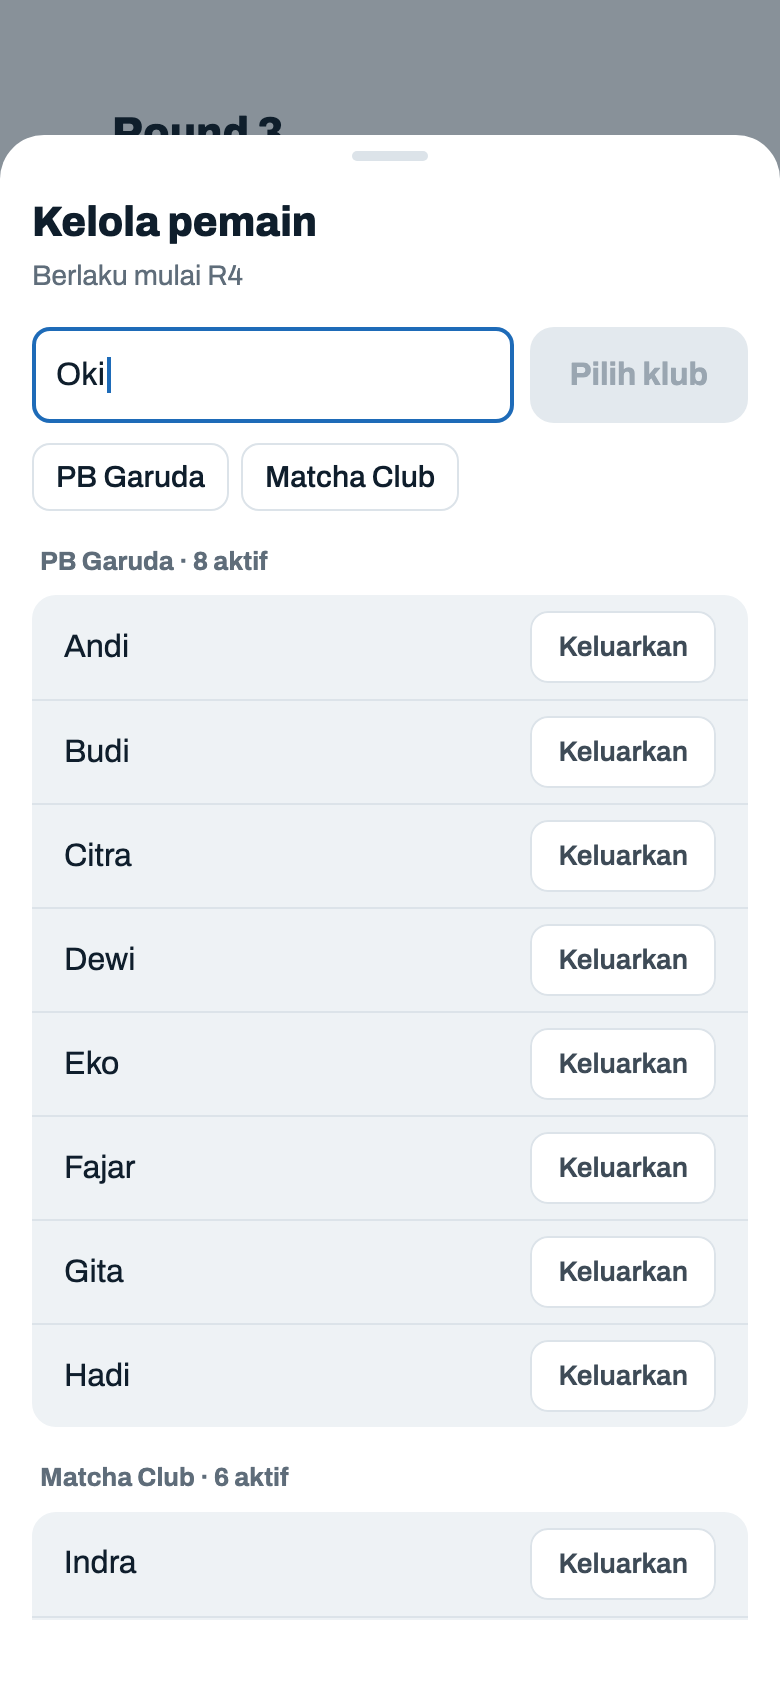 Round 3
Kelola pemain
Berlaku mulai R4
Oki
Pilih klub
PB Garuda
Matcha Club
PB Garuda · 8 aktif
Andi
Keluarkan
Budi
Keluarkan
Citra
Keluarkan
Dewi
Keluarkan
Eko
Keluarkan
Fajar
Keluarkan
Gita
Keluarkan
Hadi
Keluarkan
Matcha Club · 6 aktif
Indra
Keluarkan